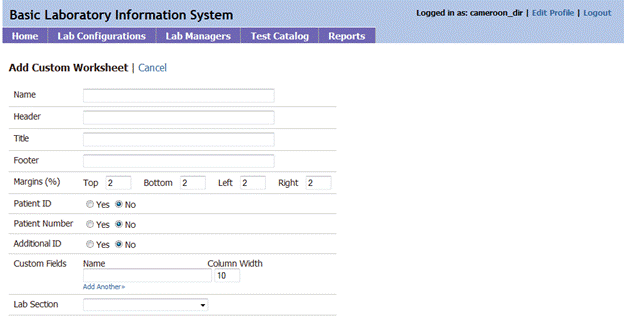 Basic Laboratory Information System
Logged in as: cameroon_dir | Edit Profile | Logout
Home Lab Configurations Lab Managers Test Catalog Reports
Add Custom Worksheet | Cancel
Name
Header
Title
Footer
Margins (%) Top 2 Bottom 2 Left 2 Right 2
Patient ID Yes No
Patient Number Yes No
Additional ID Yes No
Custom Fields Name Column Width
10
Add Another»
Lab Section